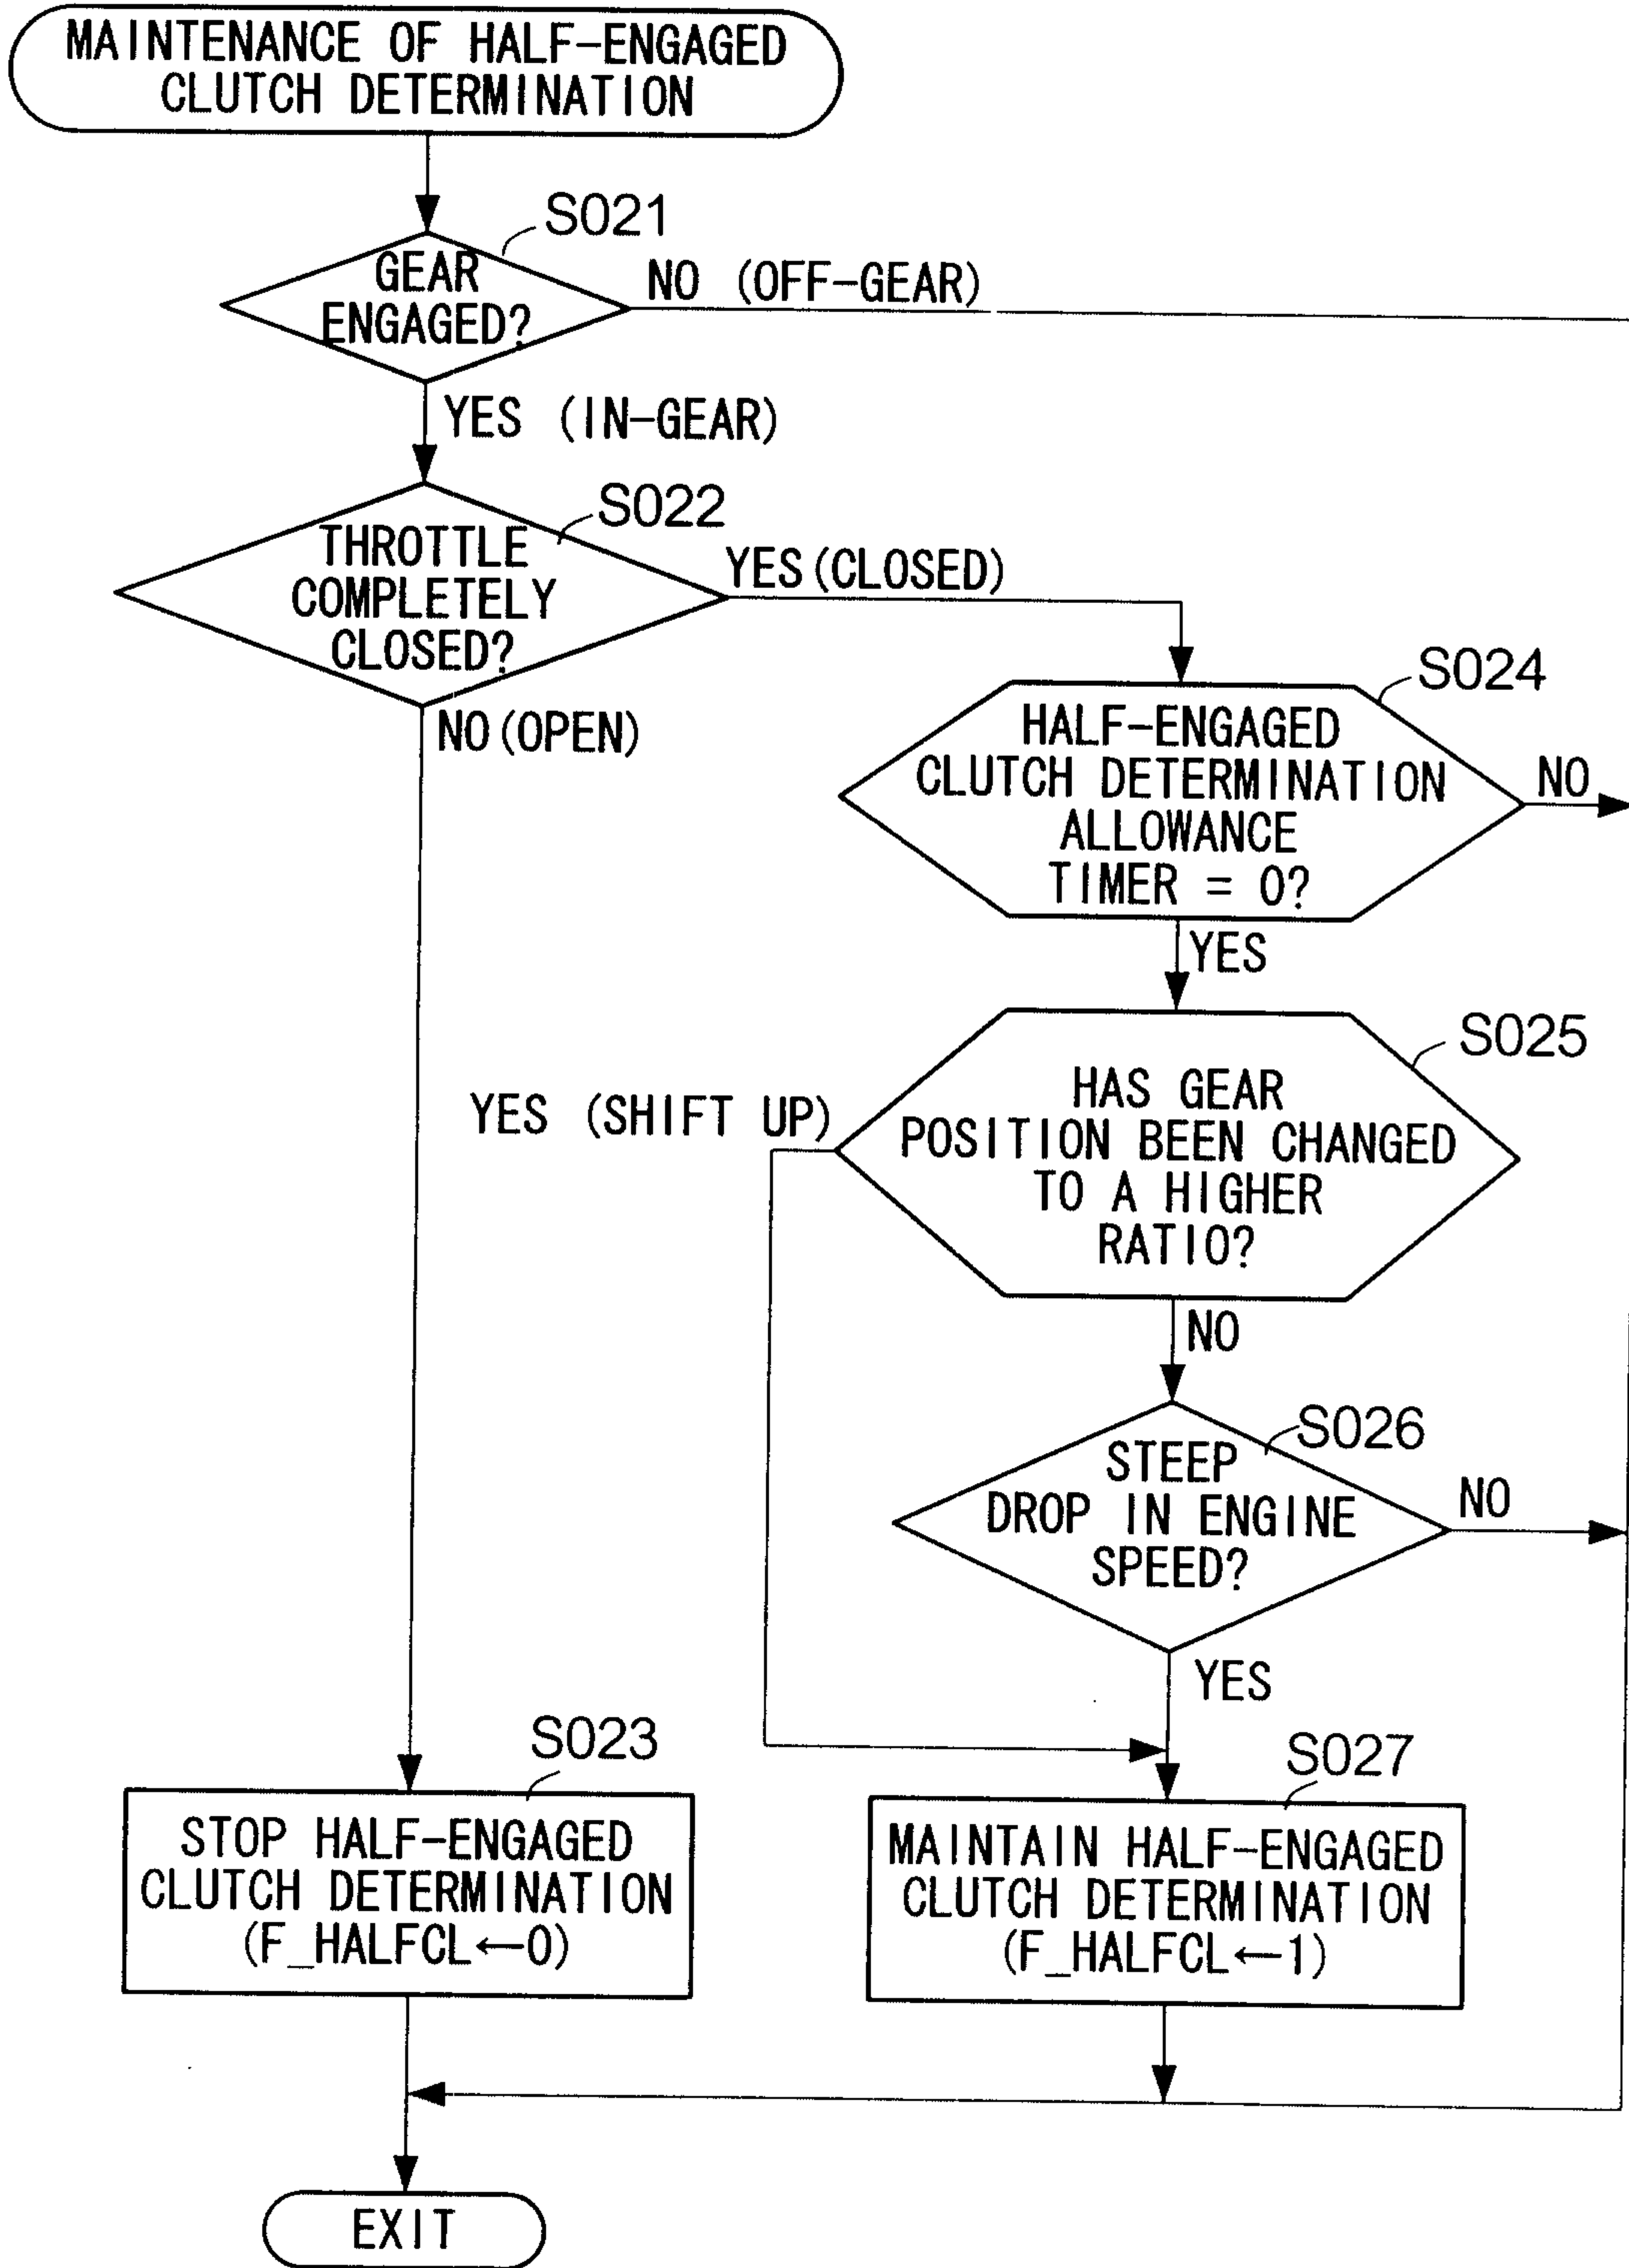 MAINTENANCE OF HALF-ENGAGED
CLUTCH DETERMINATION
S021
GEAR
ENGAGED?
NO (OFF-GEAR)
YES (IN-GEAR)
S022
THROTTLE
COMPLETELY
CLOSED?
YES(CLOSED)
NO(OPEN)
S024
HALF-ENGAGED
CLUTCH DETERMINATION
ALLOWANCE
TIMER = 0?
NO
YES
S025
HAS GEAR
POSITION BEEN CHANGED
TO A HIGHER
RATIO?
YES (SHIFT UP)
NO
S026
STEEP
DROP IN ENGINE
SPEED?
NO
YES
S023
STOP HALF-ENGAGED
CLUTCH DETERMINATION
(F_HALFCL←0)
S027
MAINTAIN HALF-ENGAGED
CLUTCH DETERMINATION
(F_HALFCL←1)
EXIT